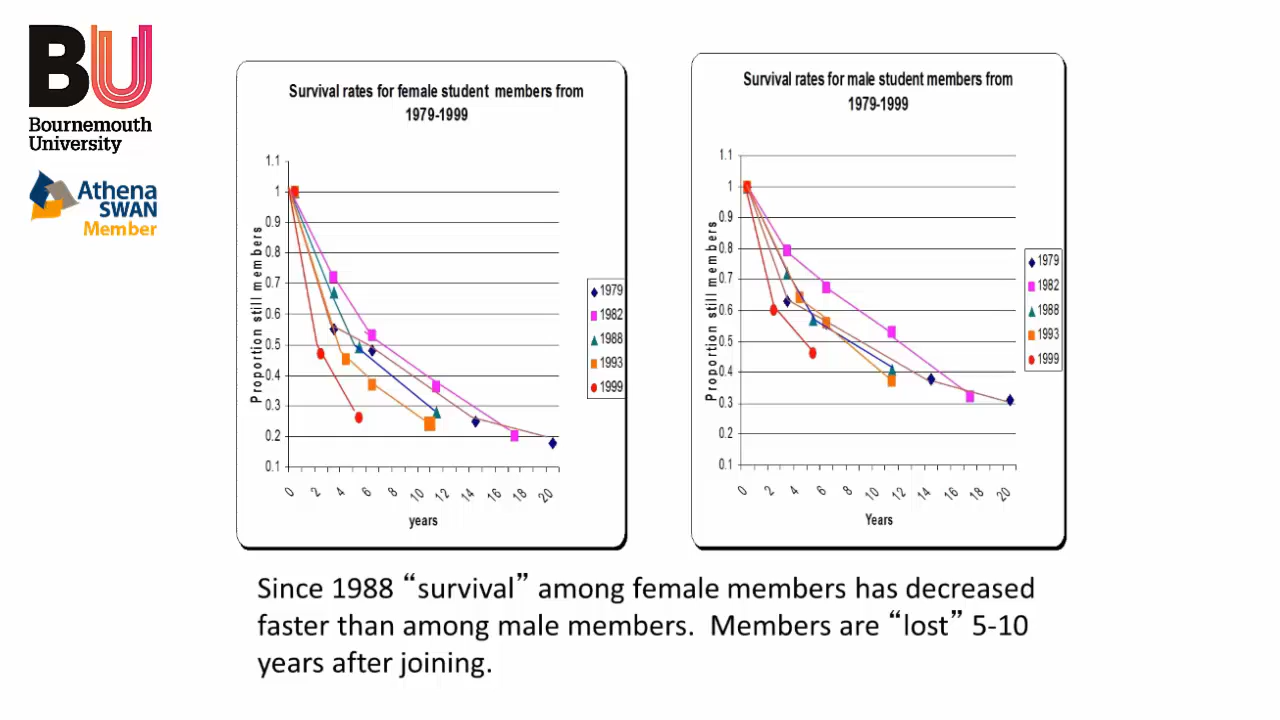 BU
Bournemouth
University
Athena
SWAN
Member
Survival rates for female student members from
1979-1999
Proportion still members
1.1
1
0.9
0.8
0.7
0.6
0.5
0.4
0.3
0.2
0.1
0 2 4 6 8 10 12 14 16 18 20
years
1979
1982
1988
1993
1999
Survival rates for male student members from
1979-1999
Proportion still members
1.1
1
0.9
0.8
0.7
0.6
0.5
0.4
0.3
0.2
0.1
0 2 4 6 8 10 12 14 16 18 20
Years
1979
1982
1988
1993
1999
Since 1988 “survival” among female members has decreased
faster than among male members. Members are “lost” 5-10
years after joining.